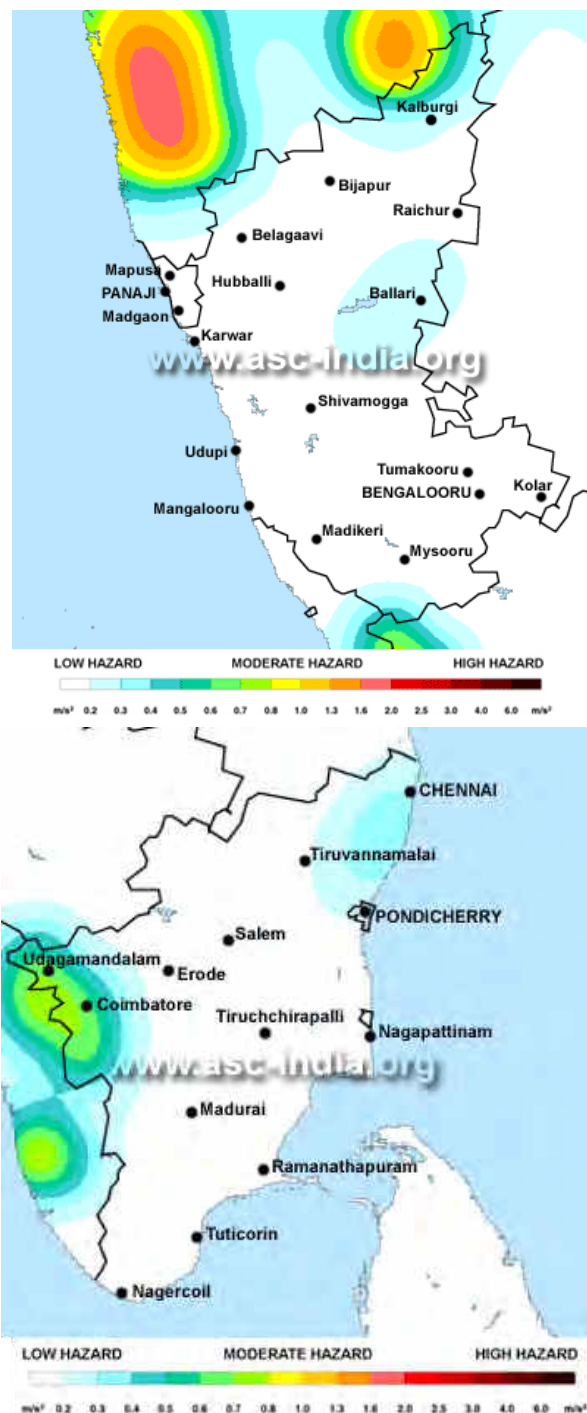 Kalburgi
Bijapur
Raichur
Belagaavi
Mapusa
Hubballi
PANAJI
Ballari
Madgaon
Karwar
www.asc-india.org
Shivamogga
Udupi
Tumakooru
BENGALOORU
Kolar
Mangalooru
Madikeri
Mysooru
LOW HAZARD MODERATE HAZARD HIGH HAZARD
m/s² 0.2 0.3 0.4 0.5 0.6 0.7 0.8 1.0 1.3 1.6 2.0 2.5 3.0 4.0 6.0 m/s²
CHENNAI
Tiruvannamalai
PONDICHERRY
Salem
Udagamandalam
Erode
Coimbatore
Tiruchchirapalli
Nagapattinam
www.asc-india.org
Madurai
Ramanathapuram
Tuticorin
Nagercoil
LOW HAZARD MODERATE HAZARD HIGH HAZARD
m/s² 0.2 0.3 0.4 0.5 0.6 0.7 0.8 1.0 1.3 1.6 2.0 2.5 3.0 4.0 6.0 m/s²